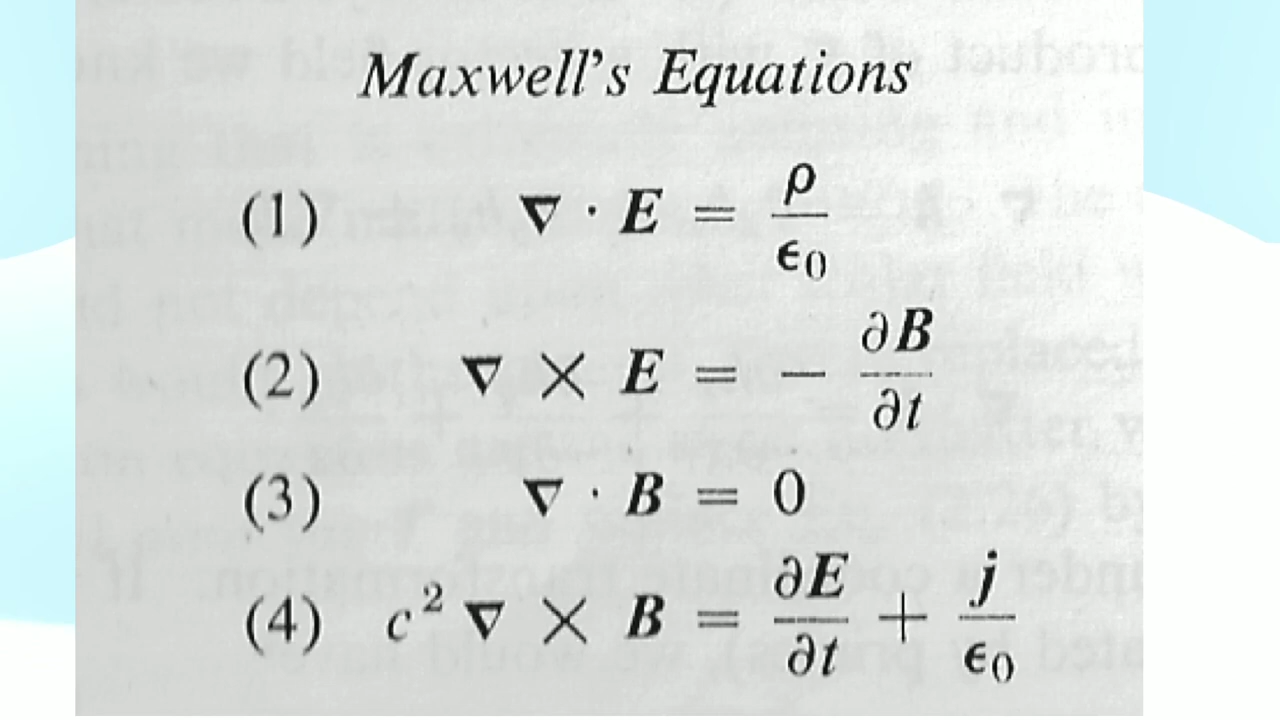 Maxwell's Equations
(1) ∇ · E = ρ/ϵ₀
(2) ∇ × E = − ∂B/∂t
(3) ∇ · B = 0
(4) c² ∇ × B = ∂E/∂t + j/ϵ₀